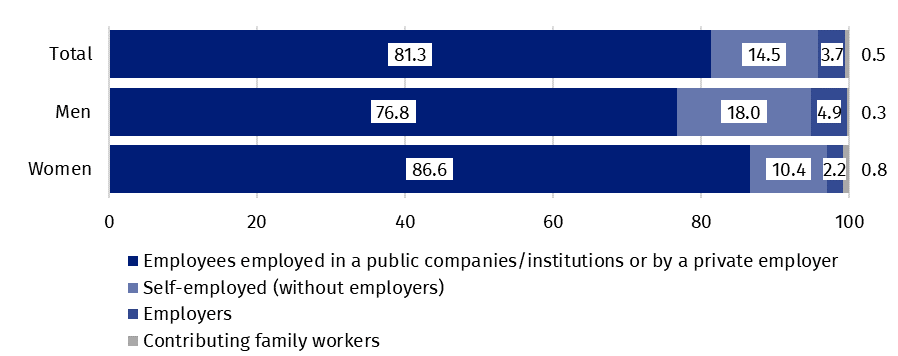 Total 81.3 14.5 3.7 0.5
Men 76.8 18.0 4.9 0.3
Women 86.6 10.4 2.2 0.8
0 20 40 60 80 100
Employees employed in a public companies/institutions or by a private employer
Self-employed (without employers)
Employers
Contributing family workers